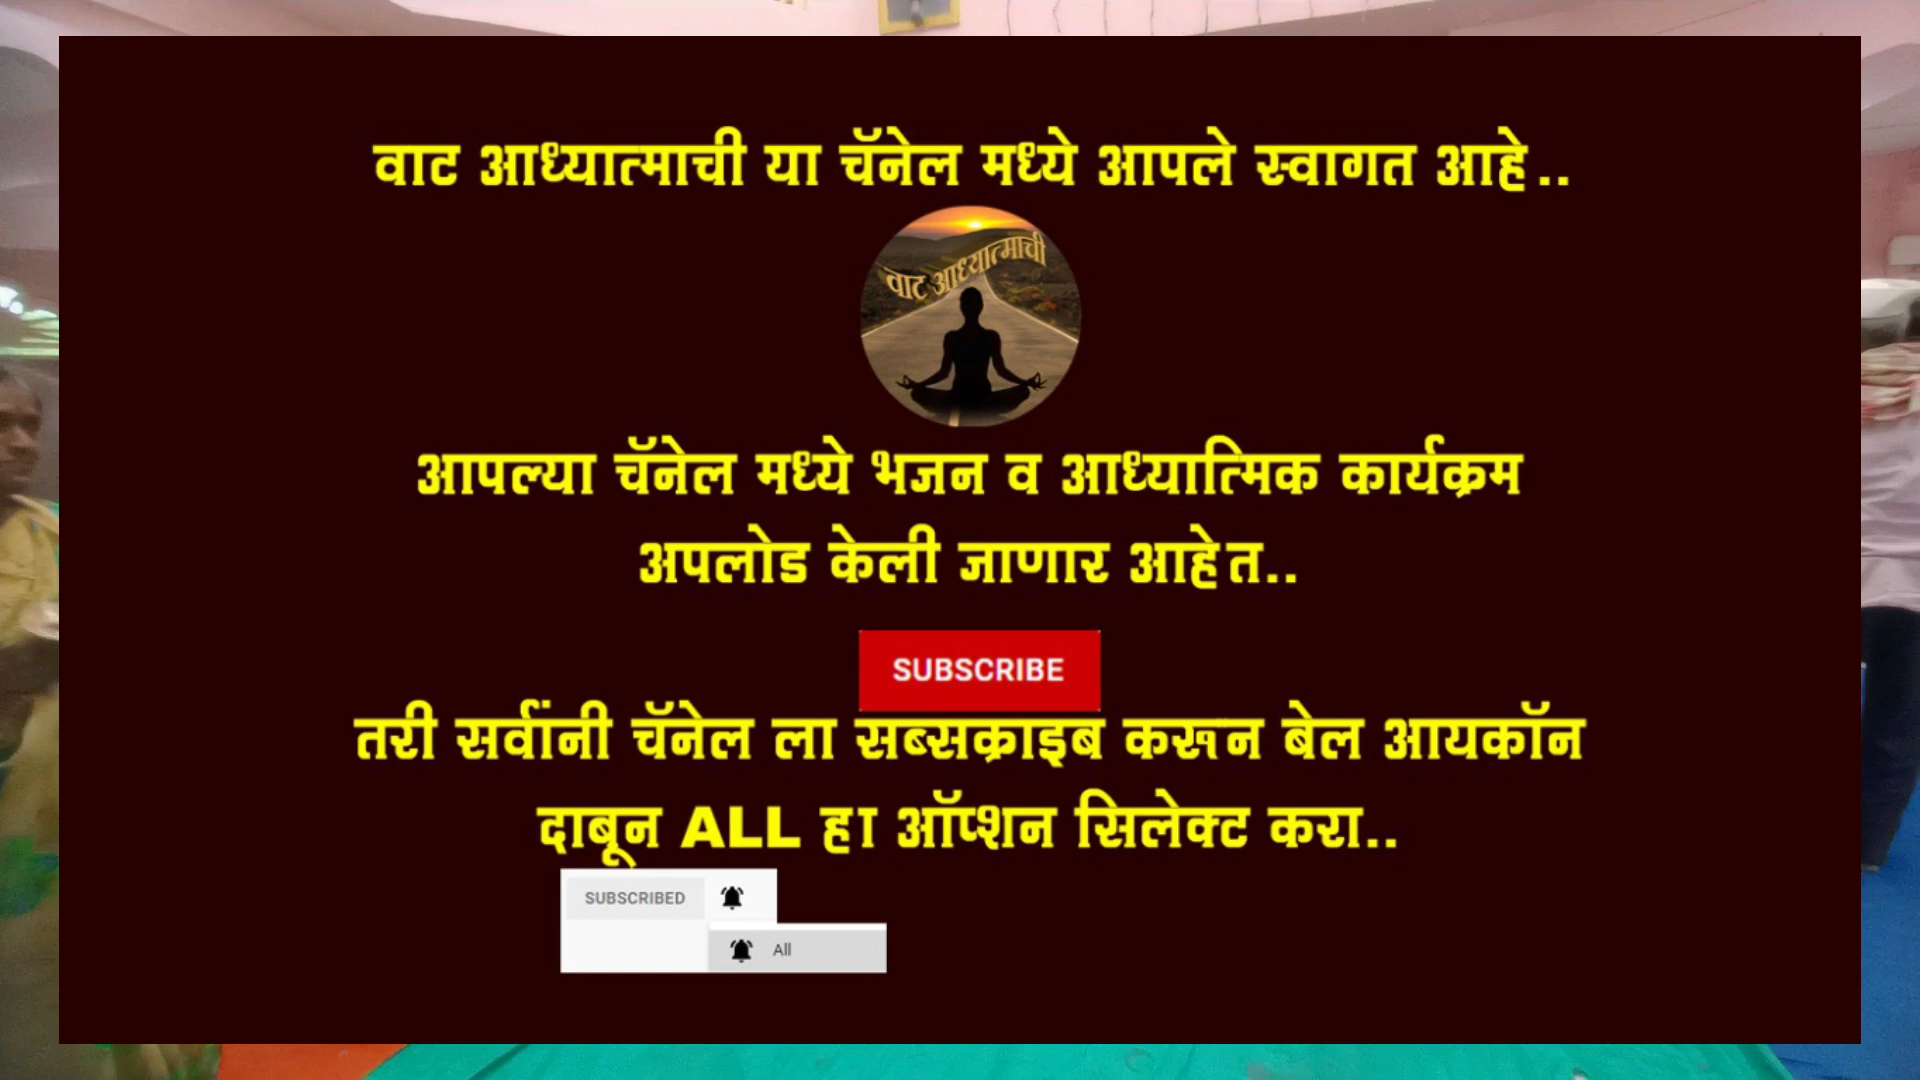 वाट आध्यात्माची या चॅनेल मध्ये आपले स्वागत आहे..
वाट आध्यात्माची
आपल्या चॅनेल मध्ये भजन व आध्यात्मिक कार्यक्रम
अपलोड केली जाणार आहेत..
SUBSCRIBE
तरी सर्वांनी चॅनेल ला सब्सक्राइब करून बेल आयकॉन
दाबून ALL हा ऑप्शन सिलेक्ट करा..
SUBSCRIBED
All